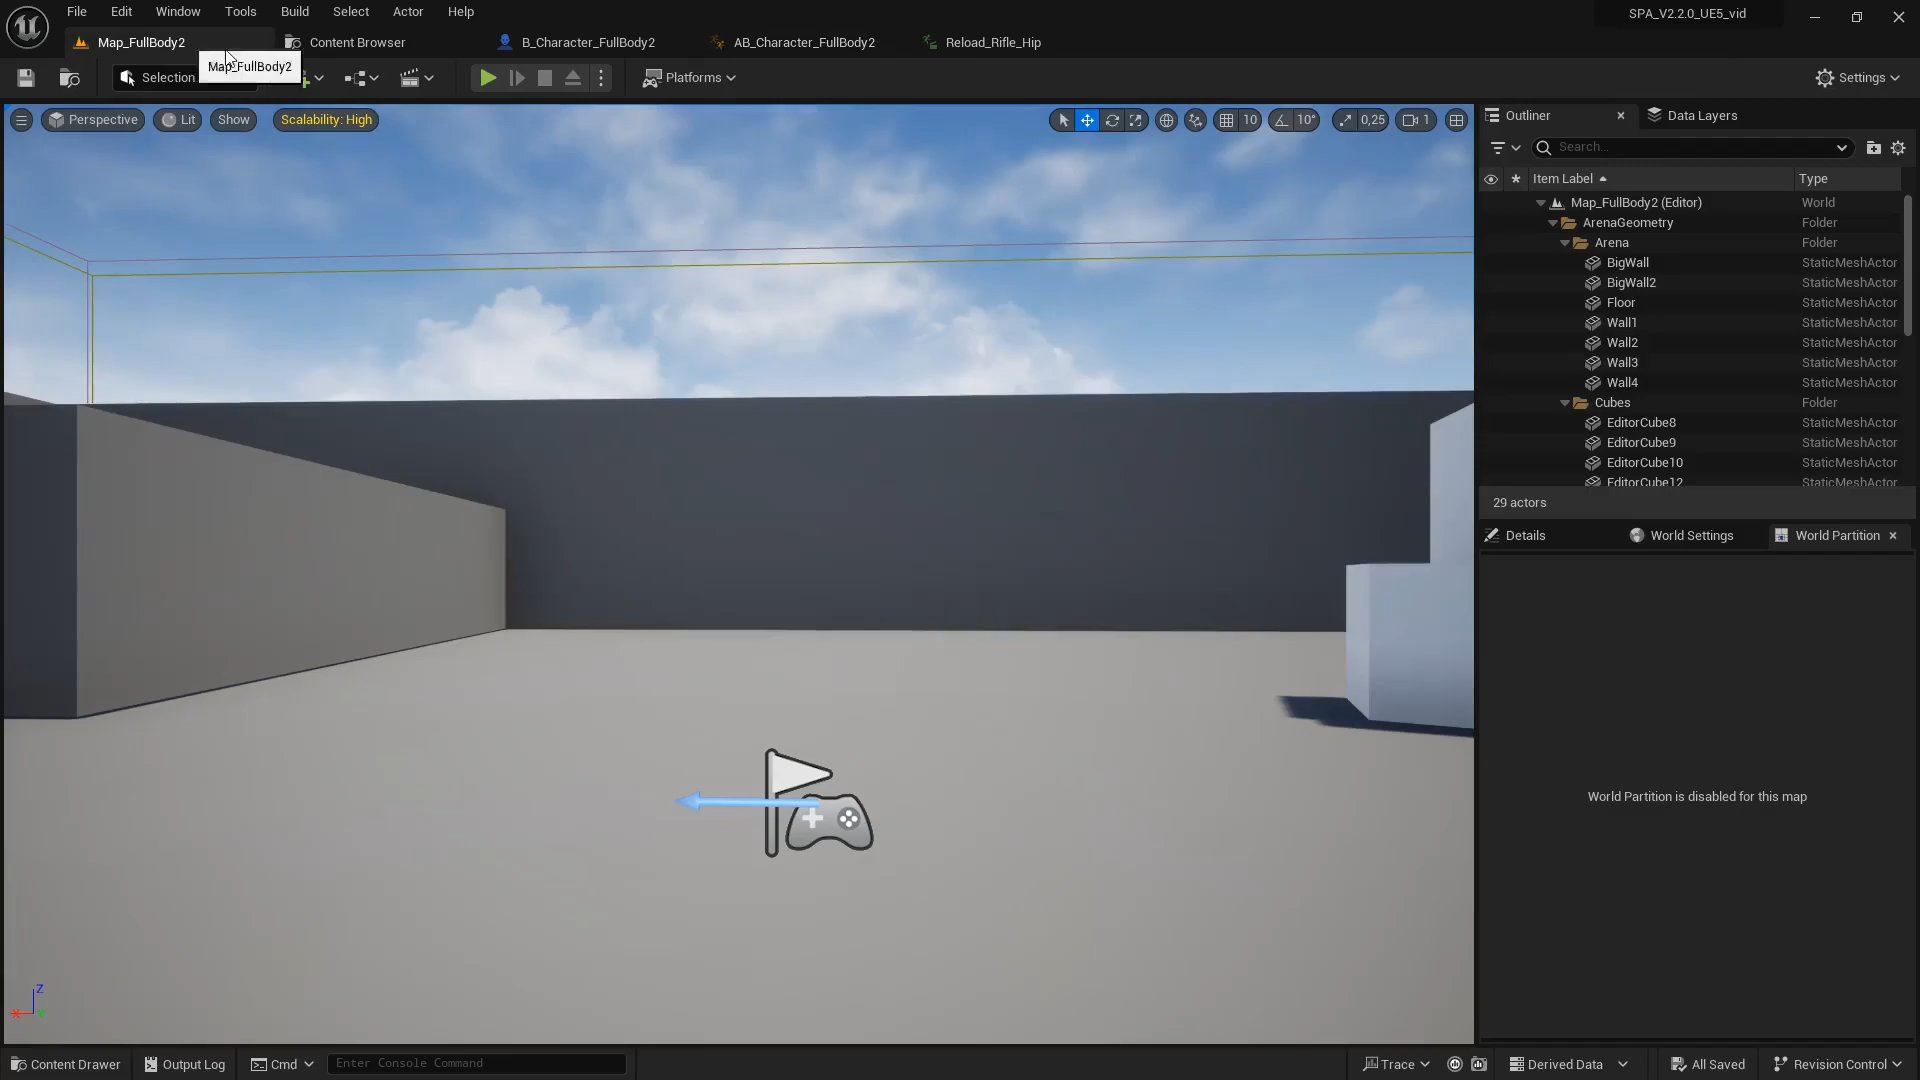 File Edit Window Tools Build Select Actor Help
SPA_V2.2.0_UE5_vid
Map_FullBody2 Content Browser B_Character_FullBody2 AB_Character_FullBody2 Reload_Rifle_Hip
Map_FullBody2
Selection Platforms Settings
Perspective Lit Show Scalability: High 10 10° 0,25 1
Outliner Data Layers
Search...
Item Label Type
Map_FullBody2 (Editor) World
ArenaGeometry Folder
Arena Folder
BigWall StaticMeshActor
BigWall2 StaticMeshActor
Floor StaticMeshActor
Wall1 StaticMeshActor
Wall2 StaticMeshActor
Wall3 StaticMeshActor
Wall4 StaticMeshActor
Cubes Folder
EditorCube8 StaticMeshActor
EditorCube9 StaticMeshActor
EditorCube10 StaticMeshActor
EditorCube12 StaticMeshActor
29 actors
Details World Settings World Partition
World Partition is disabled for this map
Z
X Y
Content Drawer Output Log Cmd Enter Console Command Trace Derived Data All Saved Revision Control